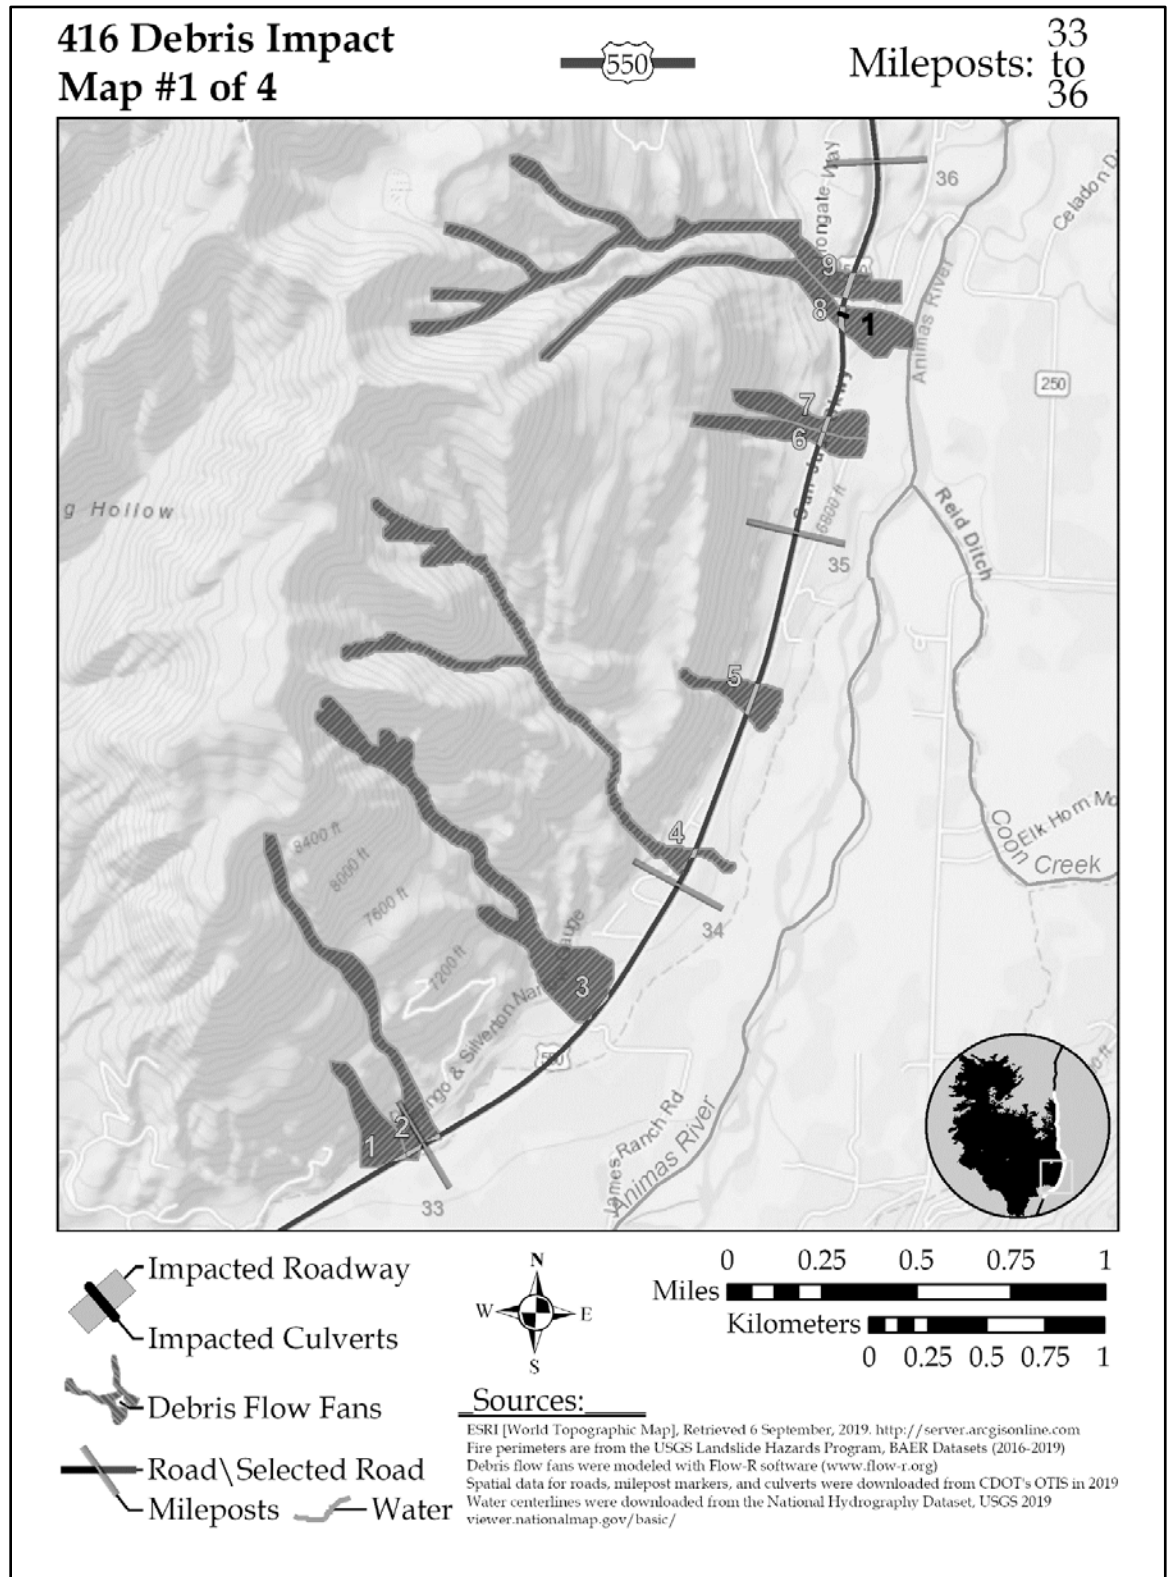 416 Debris Impact
Map #1 of 4
550
Mileposts: 33 to 36
36
Celadon D
Animas River
9
8
1
250
7
6
g Hollow
6800 ft
Reid Ditch
35
5
4
Elk Horn Mo
Coon Creek
8400 ft
8000 ft
7600 ft
7200 ft
34
3
& Silverton Nar
auge
550
James Ranch Rd
Animas River
2
1
33
Impacted Roadway
Impacted Culverts
Debris Flow Fans
Road\Selected Road
Mileposts
Water
N
W
E
S
0 0.25 0.5 0.75 1
Miles
Kilometers
0 0.25 0.5 0.75 1
Sources:
ESRI [World Topographic Map], Retrieved 6 September, 2019. http://server.arcgisonline.com
Fire perimeters are from the USGS Landslide Hazards Program, BAER Datasets (2016-2019)
Debris flow fans were modeled with Flow-R software (www.flow-r.org)
Spatial data for roads, milepost markers, and culverts were downloaded from CDOT's OTIS in 2019
Water centerlines were downloaded from the National Hydrography Dataset, USGS 2019
viewer.nationalmap.gov/basic/